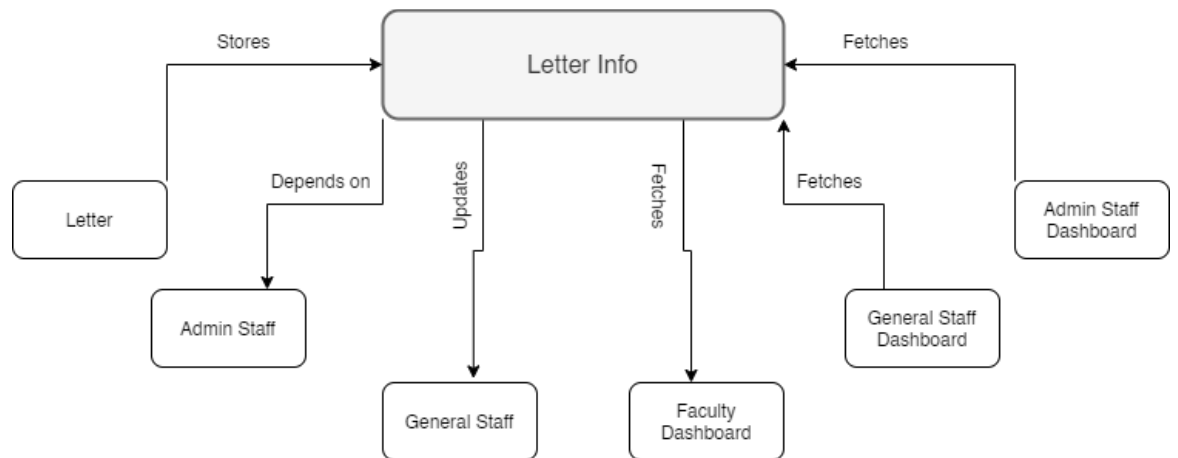 Stores
Letter Info
Fetches
Depends on
Updates
Fetches
Fetches
Letter
Admin Staff
Dashboard
Admin Staff
General Staff
Dashboard
General Staff
Faculty
Dashboard